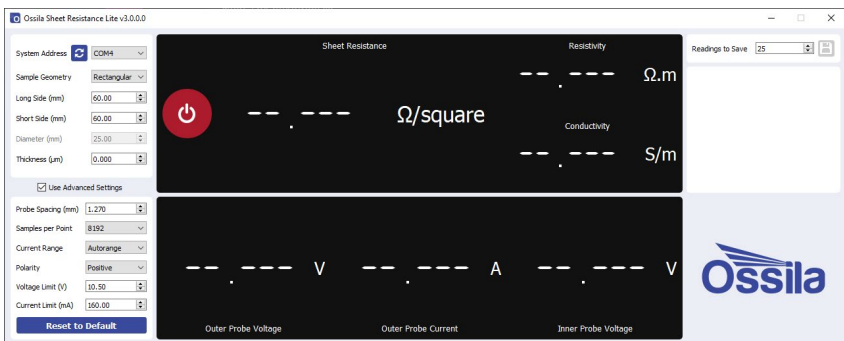 Ossila Sheet Resistance Lite v3.0.0.0
System Address COM4
Sample Geometry Rectangular
Long Side (mm) 60.00
Short Side (mm) 60.00
Diameter (mm) 25.00
Thickness (μm) 0.000
Use Advanced Settings
Probe Spacing (mm) 1.270
Samples per Point 8192
Current Range Autorange
Polarity Positive
Voltage Limit (V) 10.50
Current Limit (mA) 160.00
Reset to Default
Sheet Resistance
--.--- Ω/square
Resistivity
--.--- Ω.m
Conductivity
--.--- S/m
--.--- V --.--- A --.--- V
Outer Probe Voltage Outer Probe Current Inner Probe Voltage
Readings to Save 25
Ossila